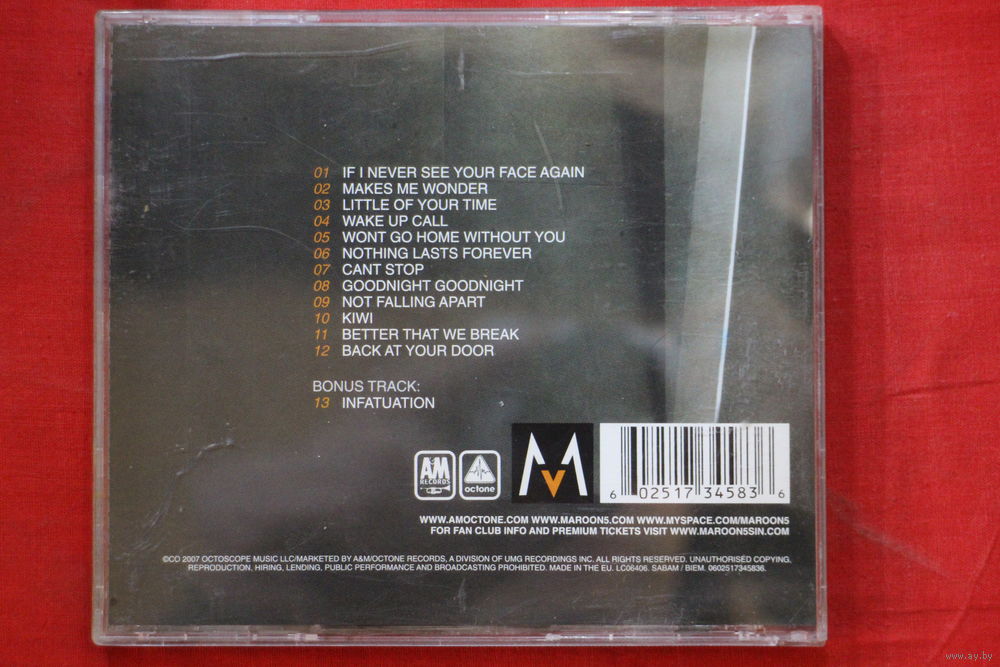 01 IF I NEVER SEE YOUR FACE AGAIN
02 MAKES ME WONDER
03 LITTLE OF YOUR TIME
04 WAKE UP CALL
05 WONT GO HOME WITHOUT YOU
06 NOTHING LASTS FOREVER
07 CANT STOP
08 GOODNIGHT GOODNIGHT
09 NOT FALLING APART
10 KIWI
11 BETTER THAT WE BREAK
12 BACK AT YOUR DOOR
BONUS TRACK:
13 INFATUATION
A&M RECORDS
octone
M V
6 02517 34583 6
WWW.AMOCTONE.COM WWW.MAROON5.COM WWW.MYSPACE.COM/MAROON5
FOR FAN CLUB INFO AND PREMIUM TICKETS VISIT WWW.MAROON5SIN.COM
©CD 2007 OCTOSCOPE MUSIC LLC/MARKETED BY A&M/OCTONE RECORDS, A DIVISION OF UMG RECORDINGS INC. ALL RIGHTS RESERVED. UNAUTHORISED COPYING,
REPRODUCTION, HIRING, LENDING, PUBLIC PERFORMANCE AND BROADCASTING PROHIBITED. MADE IN THE EU. LC06406. SABAM / BIEM. 0602517345836.
www.ay.by